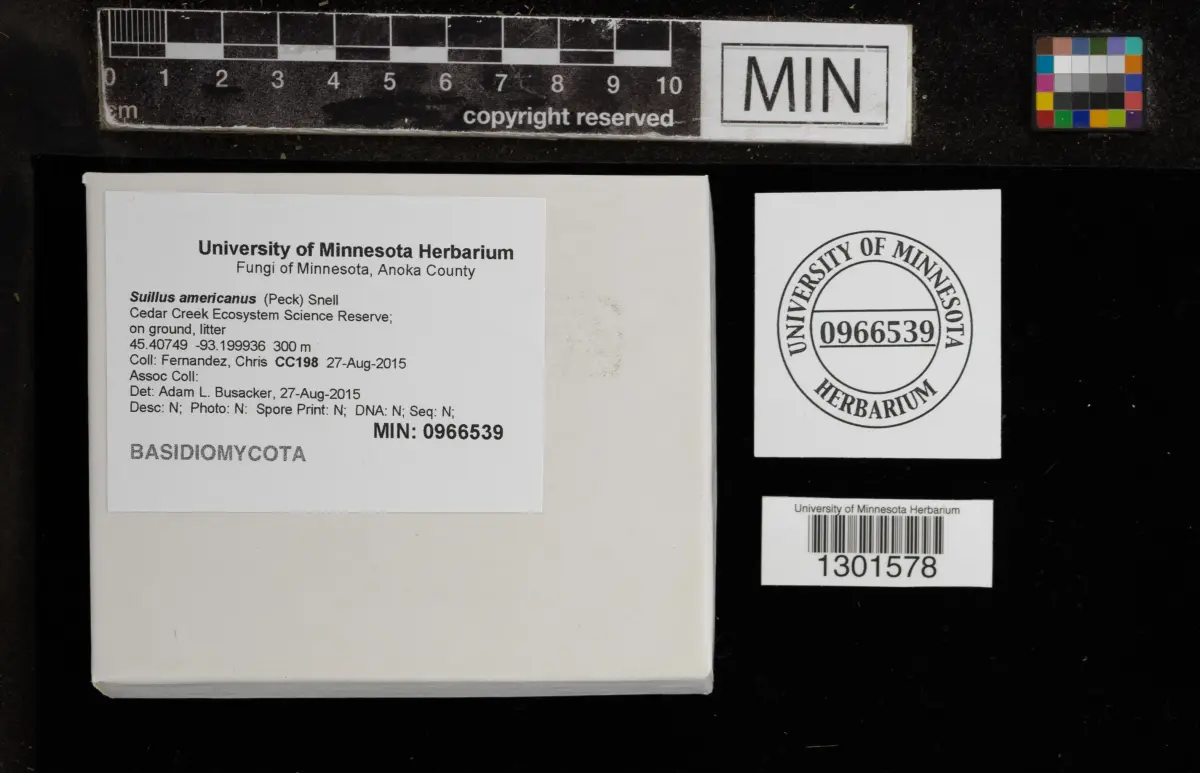 0 1 2 3 4 5 6 7 8 9 10
cm
copyright reserved
MIN
University of Minnesota Herbarium
Fungi of Minnesota, Anoka County
Suillus americanus (Peck) Snell
Cedar Creek Ecosystem Science Reserve;
on ground, litter
45.40749 -93.199936 300 m
Coll: Fernandez, Chris CC198 27-Aug-2015
Assoc Coll:
Det: Adam L. Busacker, 27-Aug-2015
Desc: N; Photo: N: Spore Print: N; DNA: N; Seq: N;
MIN: 0966539
BASIDIOMYCOTA
UNIVERSITY OF MINNESOTA
0966539
HERBARIUM
University of Minnesota Herbarium
1301578